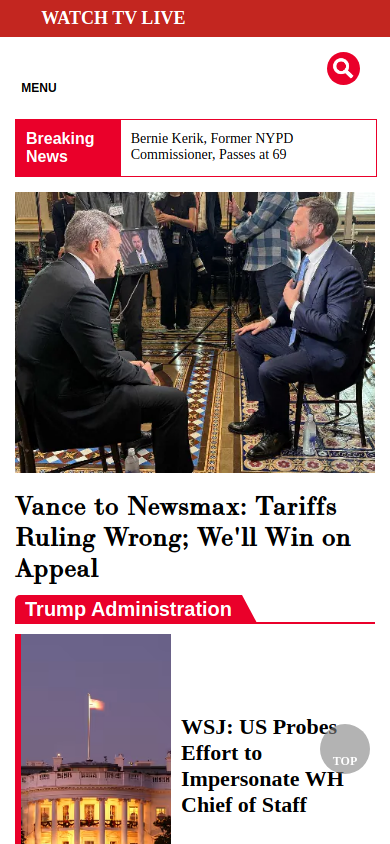 WATCH TV LIVE
MENU
Breaking
News
Bernie Kerik, Former NYPD
Commissioner, Passes at 69
Vance to Newsmax: Tariffs
Ruling Wrong; We'll Win on
Appeal
Trump Administration
WSJ: US Probes
Effort to
Impersonate WH
Chief of Staff
TOP